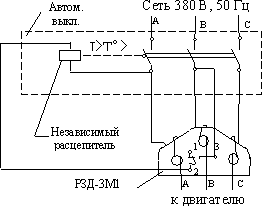 Автом.
выкл.
Сеть 380 В, 50 Гц
А
В
С
I>T°>
Независимый
расцепитель
1
3
2
РЗД-3М1
А
В
С
к двигателю